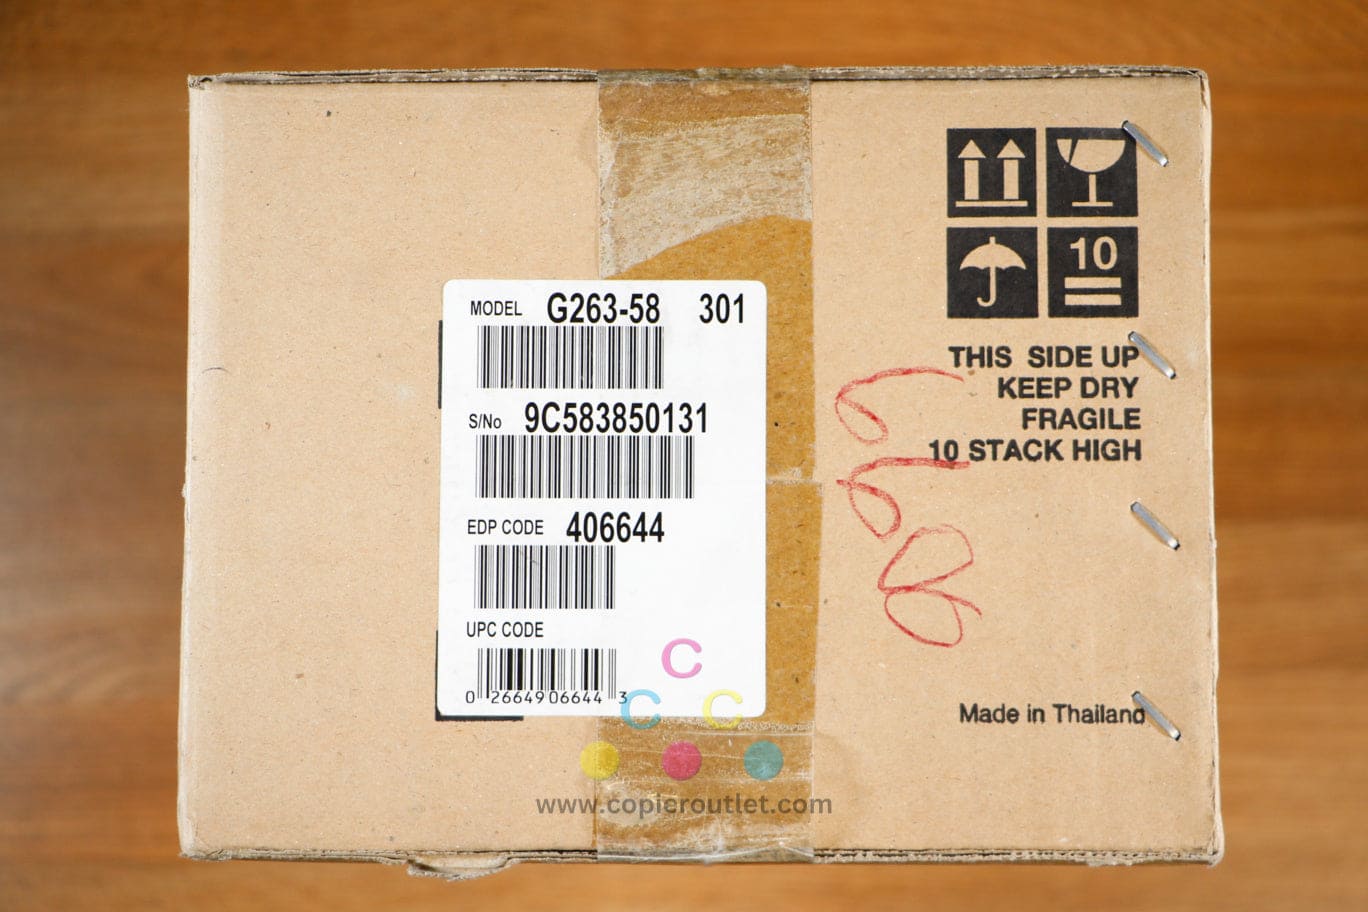 MODEL G263-58 301
S/No 9C583850131
EDP CODE 406644
UPC CODE
0 26649 06644 3
10
THIS SIDE UP
KEEP DRY
FRAGILE
10 STACK HIGH
Made in Thailand
C
C C
www.copieroutlet.com